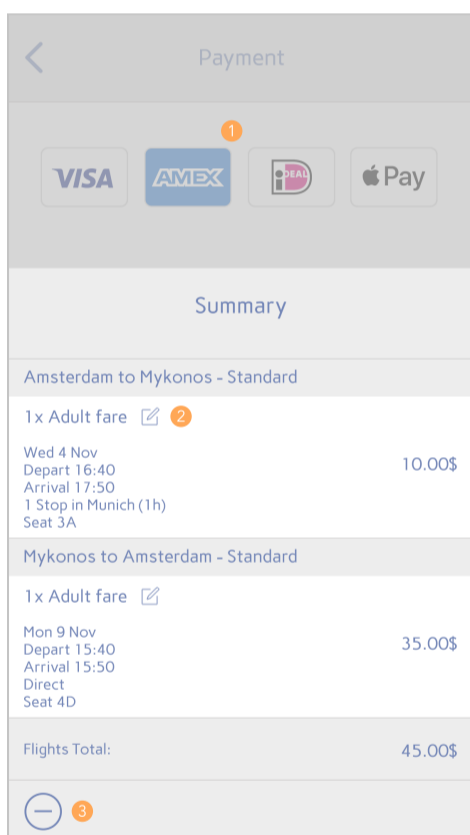 Payment
1
VISA AMEX iDEAL Pay
Summary
Amsterdam to Mykonos - Standard
1x Adult fare 2
Wed 4 Nov
Depart 16:40
10.00$
Arrival 17:50
1 Stop in Munich (1h)
Seat 3A
Mykonos to Amsterdam - Standard
1x Adult fare
Mon 9 Nov
Depart 15:40
35.00$
Arrival 15:50
Direct
Seat 4D
Flights Total: 45.00$
3